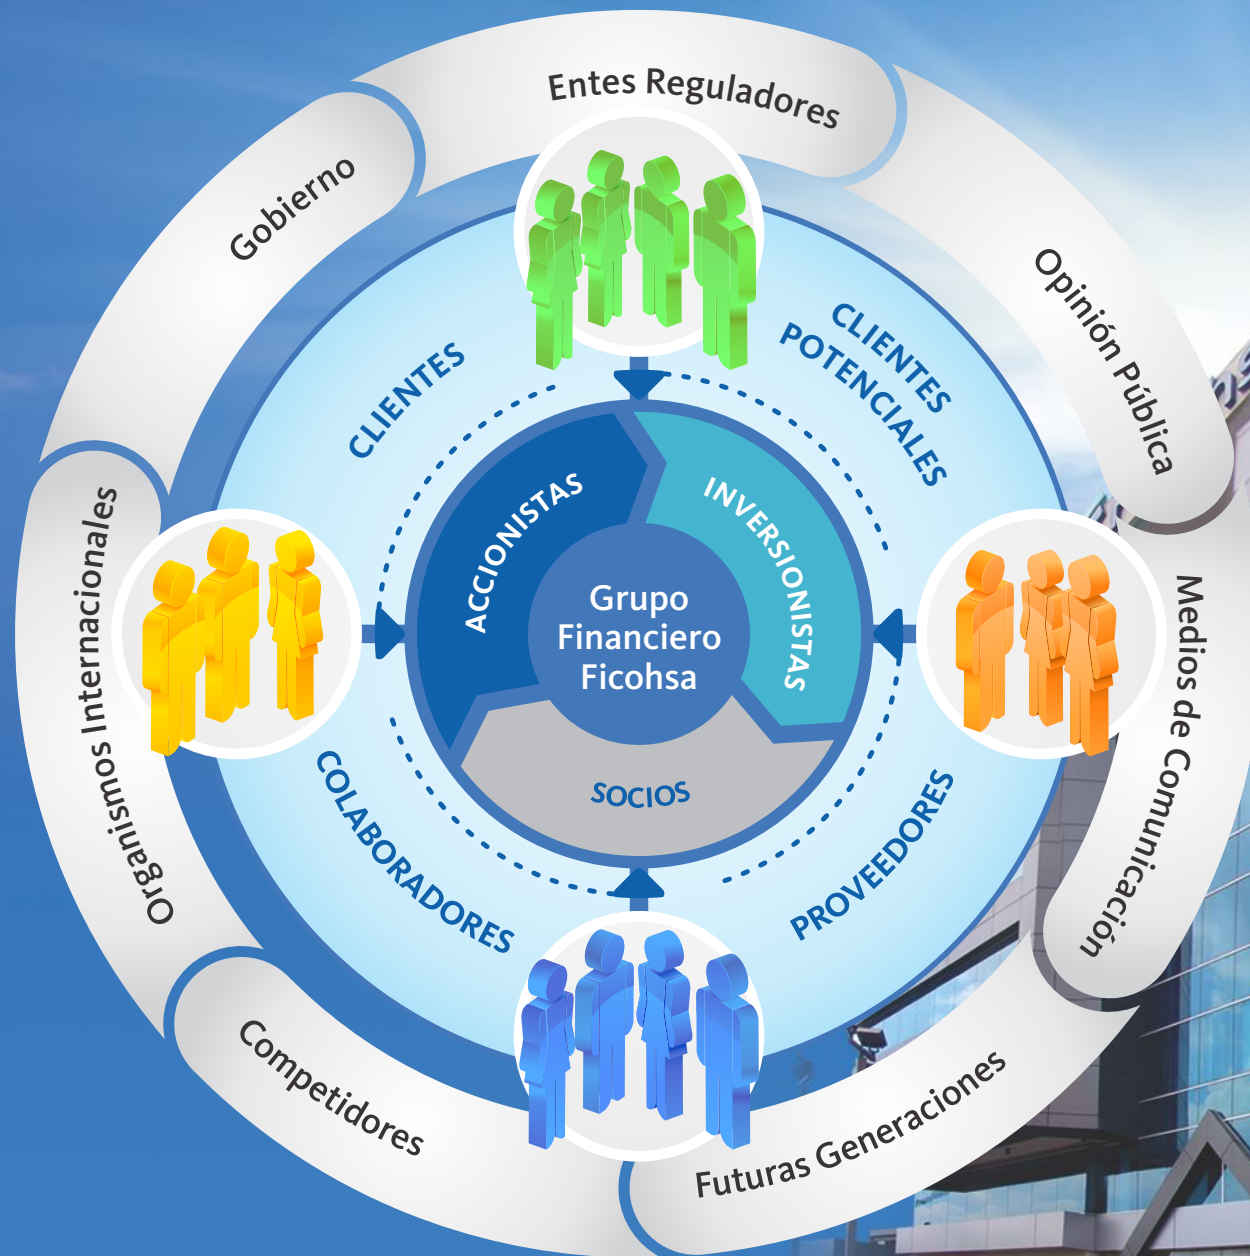 Entes Reguladores
Gobierno
Opinión Pública
CLIENTES
CLIENTES
POTENCIALES
ACCIONISTAS
INVERSIONISTAS
Grupo
Financiero
Ficohsa
Organismos Internacionales
Medios de Comunicación
SOCIOS
COLABORADORES
PROVEEDORES
Competidores
Futuras Generaciones